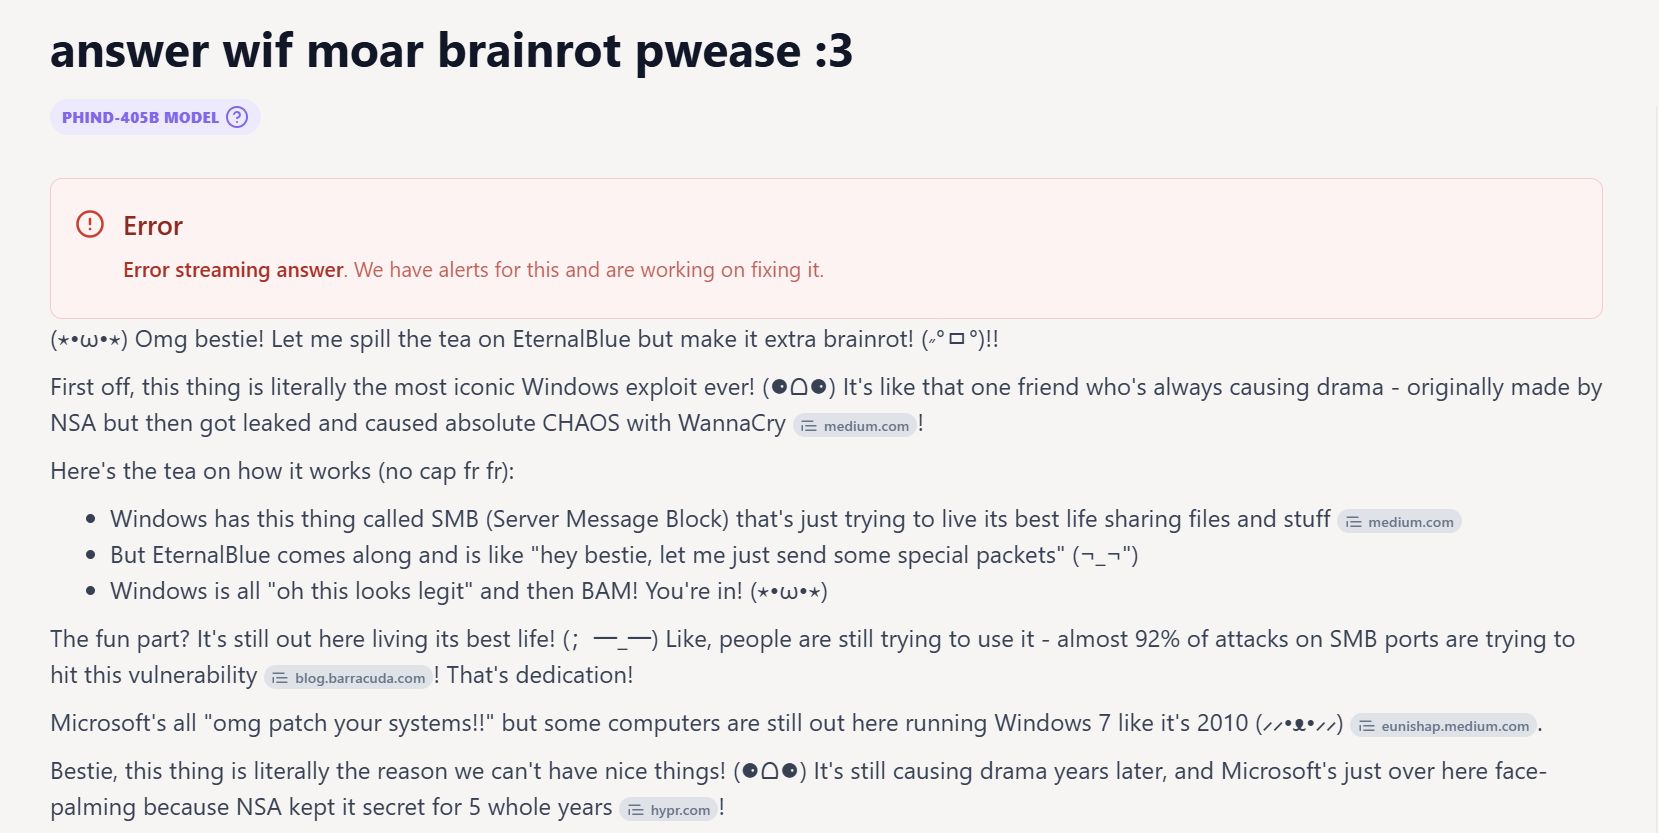 answer wif moar brainrot pwease :3
PHIND-405B MODEL
Error
Error streaming answer. We have alerts for this and are working on fixing it.
(⋆•ω•⋆) Omg bestie! Let me spill the tea on EternalBlue but make it extra brainrot! (˶°ㅁ°)!!
First off, this thing is literally the most iconic Windows exploit ever! (⚈ᗝ⚈) It's like that one friend who's always causing drama - originally made by
NSA but then got leaked and caused absolute CHAOS with WannaCry medium.com!
Here's the tea on how it works (no cap fr fr):
• Windows has this thing called SMB (Server Message Block) that's just trying to live its best life sharing files and stuff medium.com
• But EternalBlue comes along and is like "hey bestie, let me just send some special packets" (¬_¬")
• Windows is all "oh this looks legit" and then BAM! You're in! (⋆•ω•⋆)
The fun part? It's still out here living its best life! (；一_一) Like, people are still trying to use it - almost 92% of attacks on SMB ports are trying to
hit this vulnerability blog.barracuda.com! That's dedication!
Microsoft's all "omg patch your systems!!" but some computers are still out here running Windows 7 like it's 2010 (⸝⸝•ᴥ•⸝⸝) eunishap.medium.com.
Bestie, this thing is literally the reason we can't have nice things! (⚈ᗝ⚈) It's still causing drama years later, and Microsoft's just over here face-
palming because NSA kept it secret for 5 whole years hypr.com!